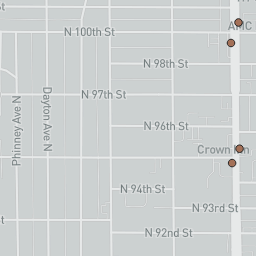 AMC
N 100th St
N 98th St
N 97th St
Phinney Ave N
Dayton Ave N
N 96th St
Crown Inn
N 94th St
N 93rd St
N 92nd St